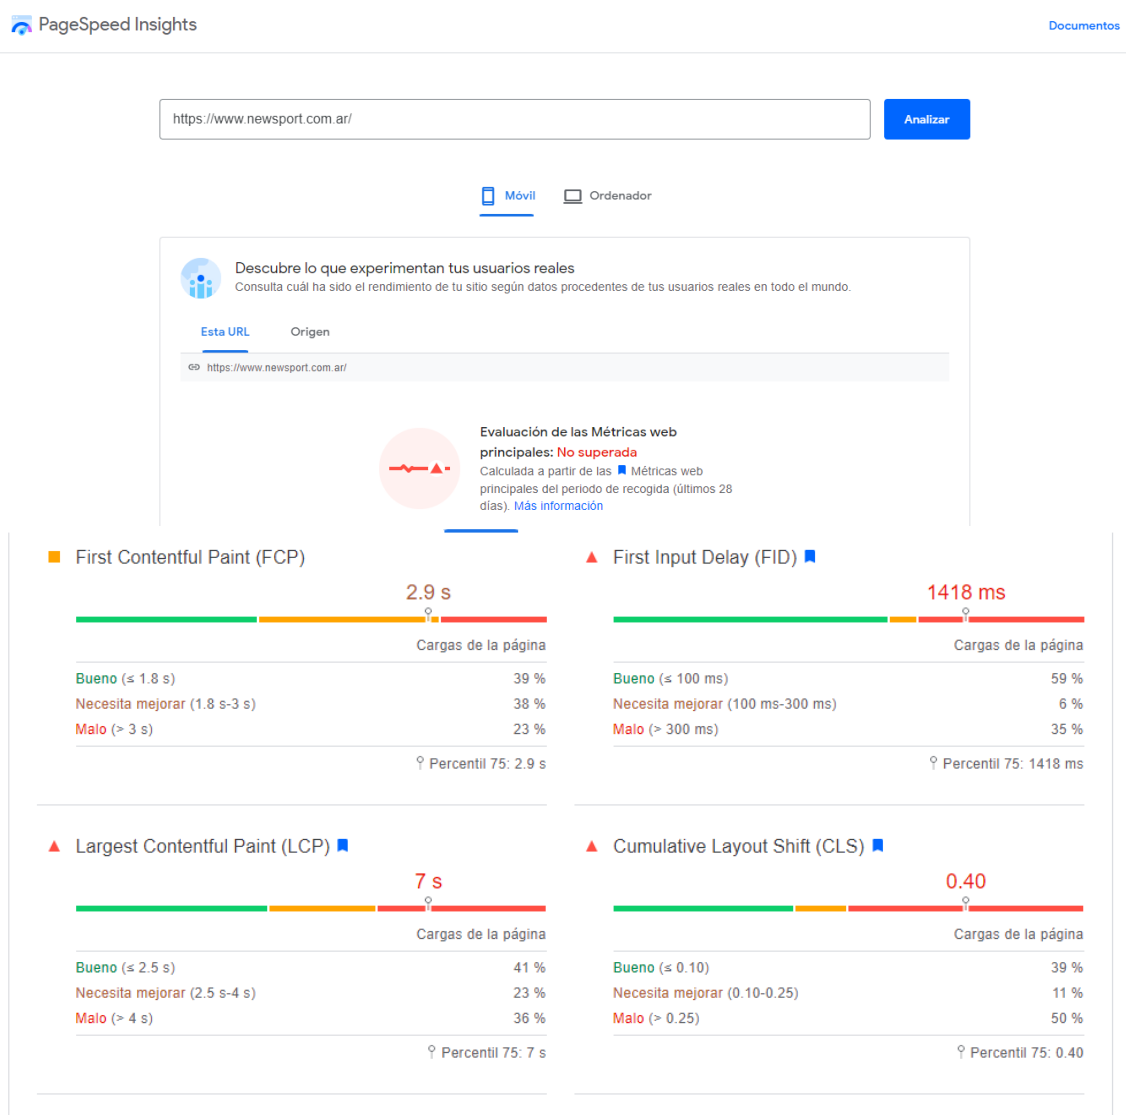 PageSpeed Insights
Documentos
https://www.newsport.com.ar/
Analizar
Móvil
Ordenador
Descubre lo que experimentan tus usuarios reales
Consulta cuál ha sido el rendimiento de tu sitio según datos procedentes de tus usuarios reales en todo el mundo.
Esta URL
Origen
https://www.newsport.com.ar/
Evaluación de las Métricas web
principales: No superada
Calculada a partir de las Métricas web
principales del periodo de recogida (últimos 28
días). Más información
First Contentful Paint (FCP)
2.9 s
Cargas de la página
Bueno (≤ 1.8 s) 39 %
Necesita mejorar (1.8 s-3 s) 38 %
Malo (> 3 s) 23 %
Percentil 75: 2.9 s
First Input Delay (FID)
1418 ms
Cargas de la página
Bueno (≤ 100 ms) 59 %
Necesita mejorar (100 ms-300 ms) 6 %
Malo (> 300 ms) 35 %
Percentil 75: 1418 ms
Largest Contentful Paint (LCP)
7 s
Cargas de la página
Bueno (≤ 2.5 s) 41 %
Necesita mejorar (2.5 s-4 s) 23 %
Malo (> 4 s) 36 %
Percentil 75: 7 s
Cumulative Layout Shift (CLS)
0.40
Cargas de la página
Bueno (≤ 0.10) 39 %
Necesita mejorar (0.10-0.25) 11 %
Malo (> 0.25) 50 %
Percentil 75: 0.40